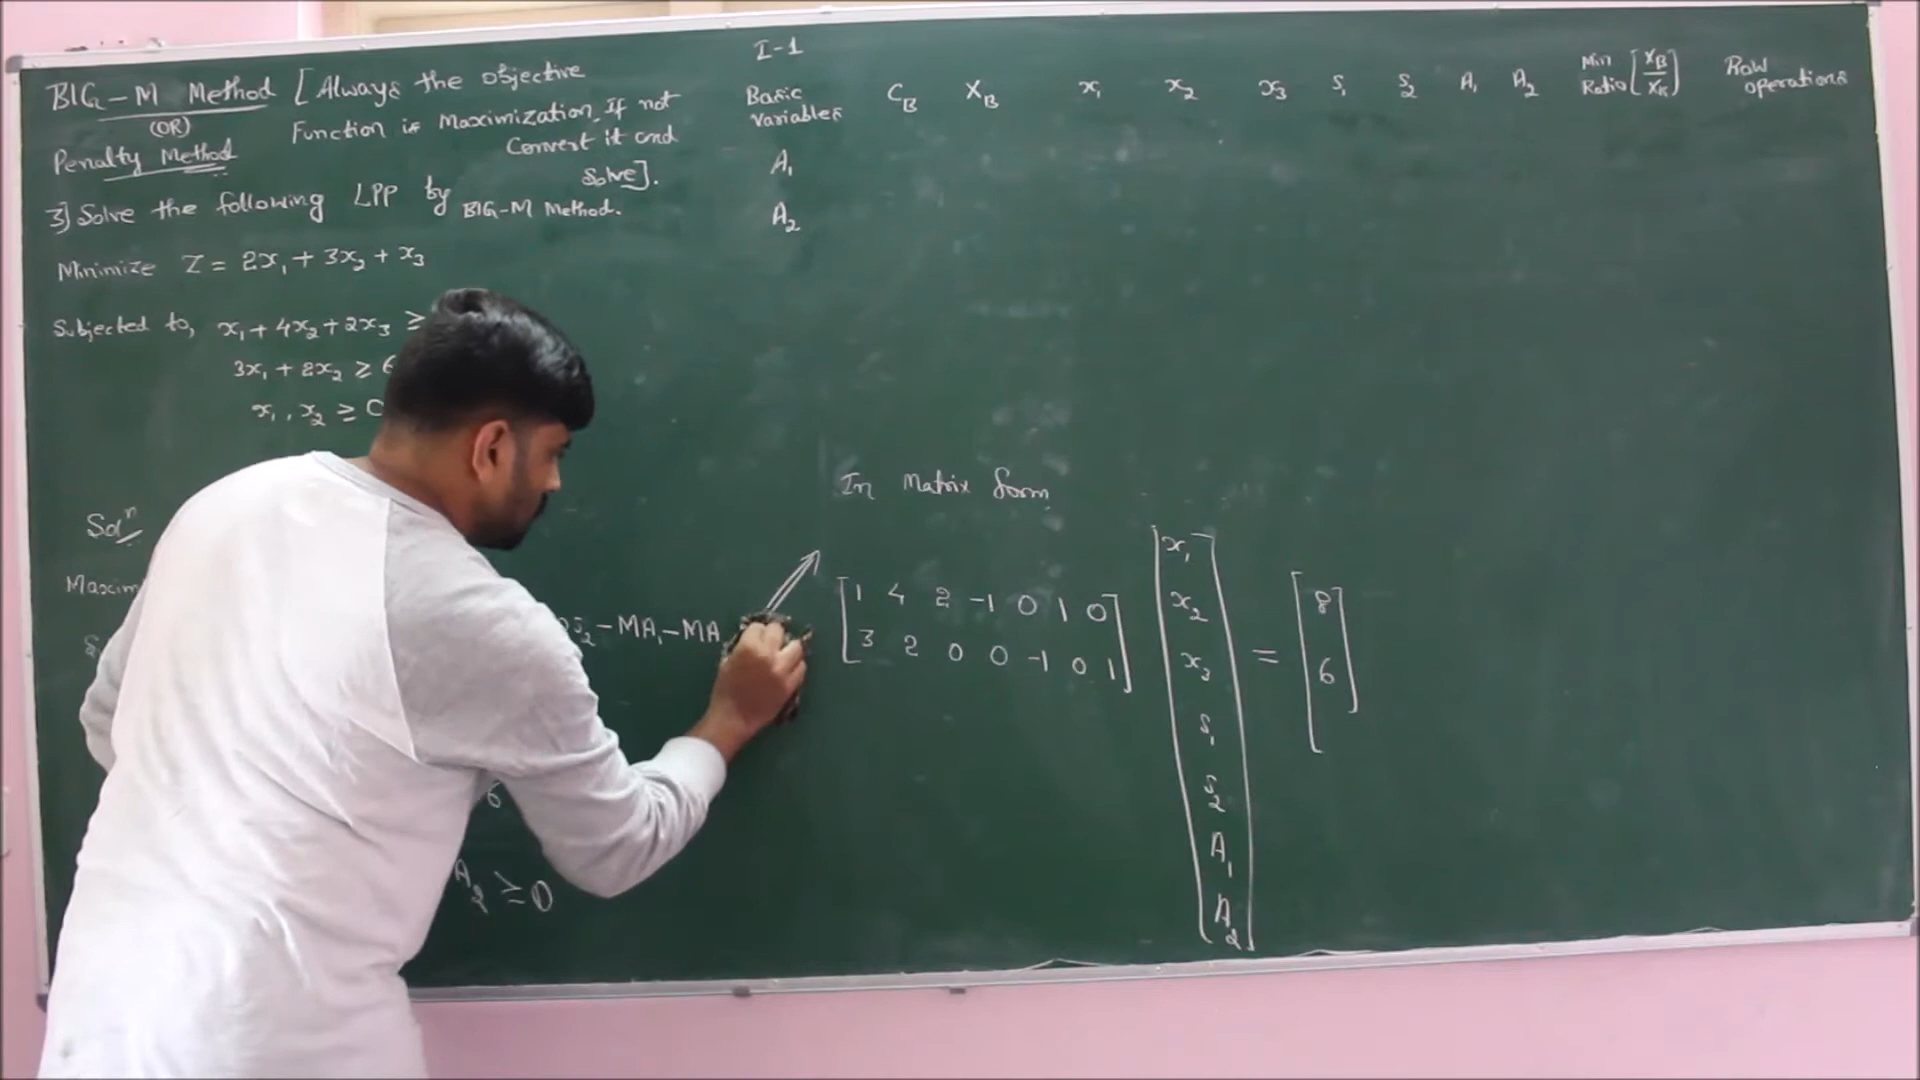 BIG-M Method [Always the objective
(OR) Function is Maximization, If not
Penalty Method Convert it and
Solve].
3] Solve the following LPP by BIG-M Method.
Minimize Z = 2x₁ + 3x₂ + x₃
Subjected to, x₁ + 4x₂ + 2x₃ ≥
3x₁ + 2x₂ ≥ 6
x₁, x₂ ≥ 0
Solⁿ
Maxim
S₂ - MA₁ - MA
6
A₂ ≥ 0
I-1
Basic Variables C_B X_B x₁ x₂ x₃ S₁ S₂ A₁ A₂ Min Ratio [X_B/X_K] Row operations
A₁
A₂
In Matrix form
[1 4 2 -1 0 1 0
3 2 0 0 -1 0 1]
[x₁
x₂
x₃
S₁
S₂
A₁
A₂]
=
[8
6]